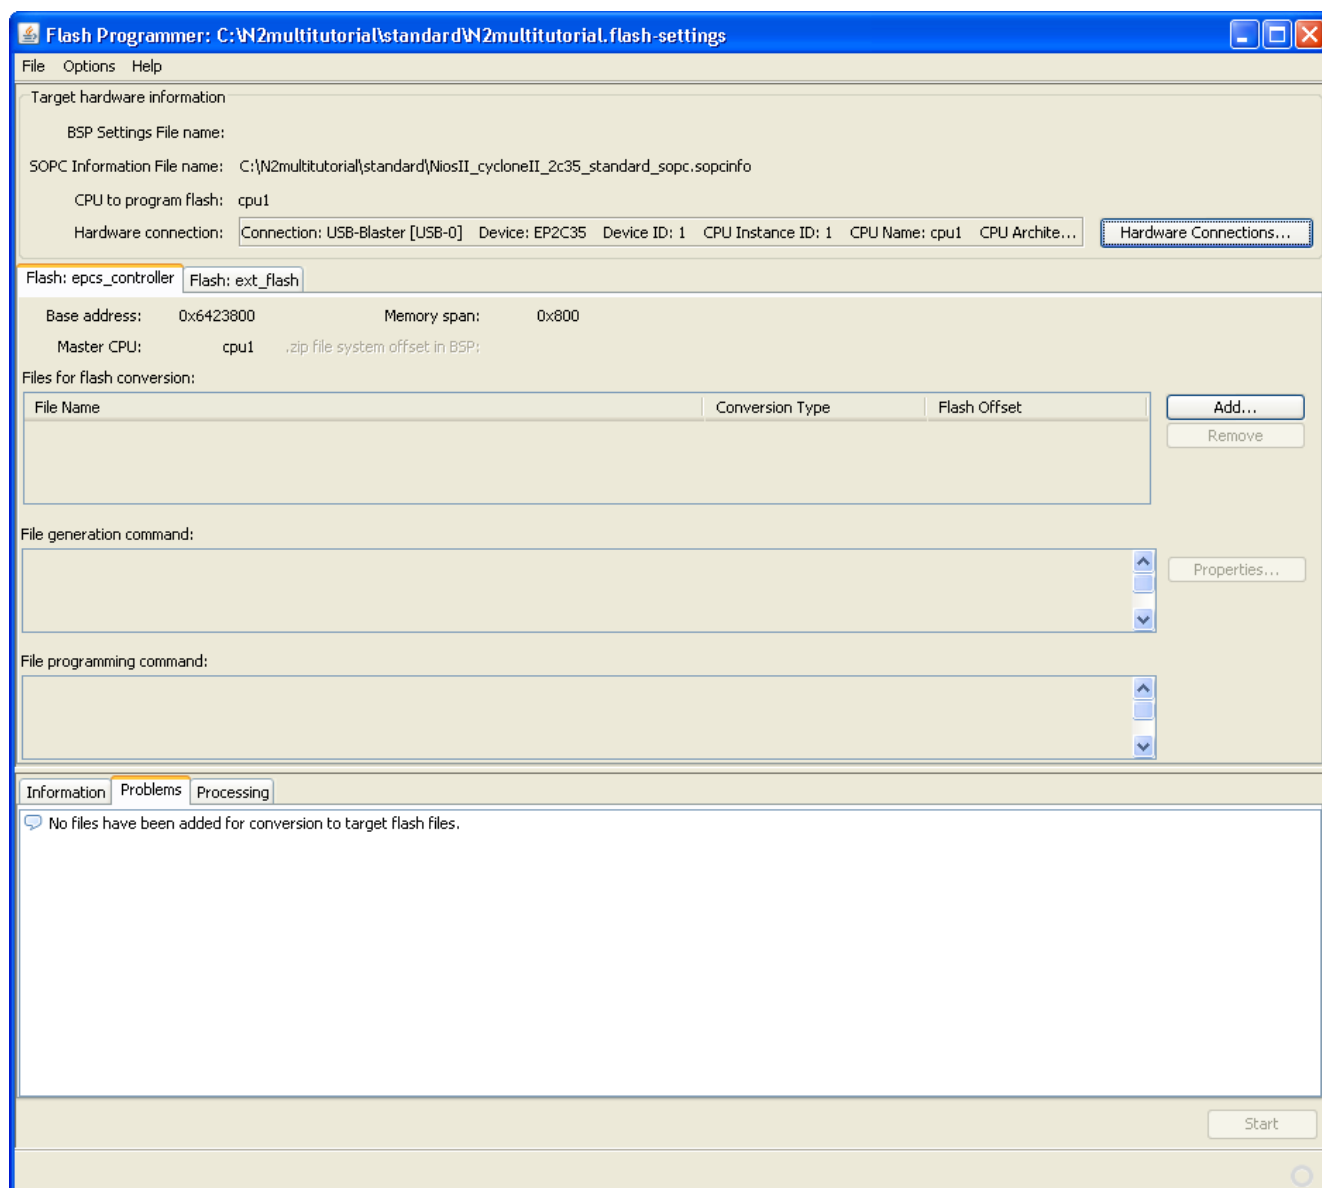 Flash Programmer: C:\N2multitutorial\standard\N2multitutorial.flash-settings
File Options Help
Target hardware information
BSP Settings File name:
SOPC Information File name: C:\N2multitutorial\standard\NiosII_cycloneII_2c35_standard_sopc.sopcinfo
CPU to program flash: cpu1
Hardware connection: Connection: USB-Blaster [USB-0] Device: EP2C35 Device ID: 1 CPU Instance ID: 1 CPU Name: cpu1 CPU Archite... Hardware Connections...
Flash: epcs_controller Flash: ext_flash
Base address: 0x6423800 Memory span: 0x800
Master CPU: cpu1 .zip file system offset in BSP:
Files for flash conversion:
File Name Conversion Type Flash Offset Add...
Remove
File generation command:
Properties...
File programming command:
Information Problems Processing
No files have been added for conversion to target flash files.
Start